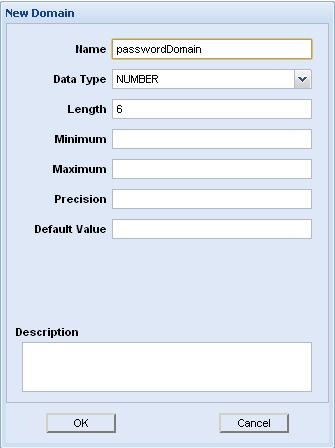 New Domain
Name passwordDomain
Data Type NUMBER
Length 6
Minimum
Maximum
Precision
Default Value
Description
OK Cancel